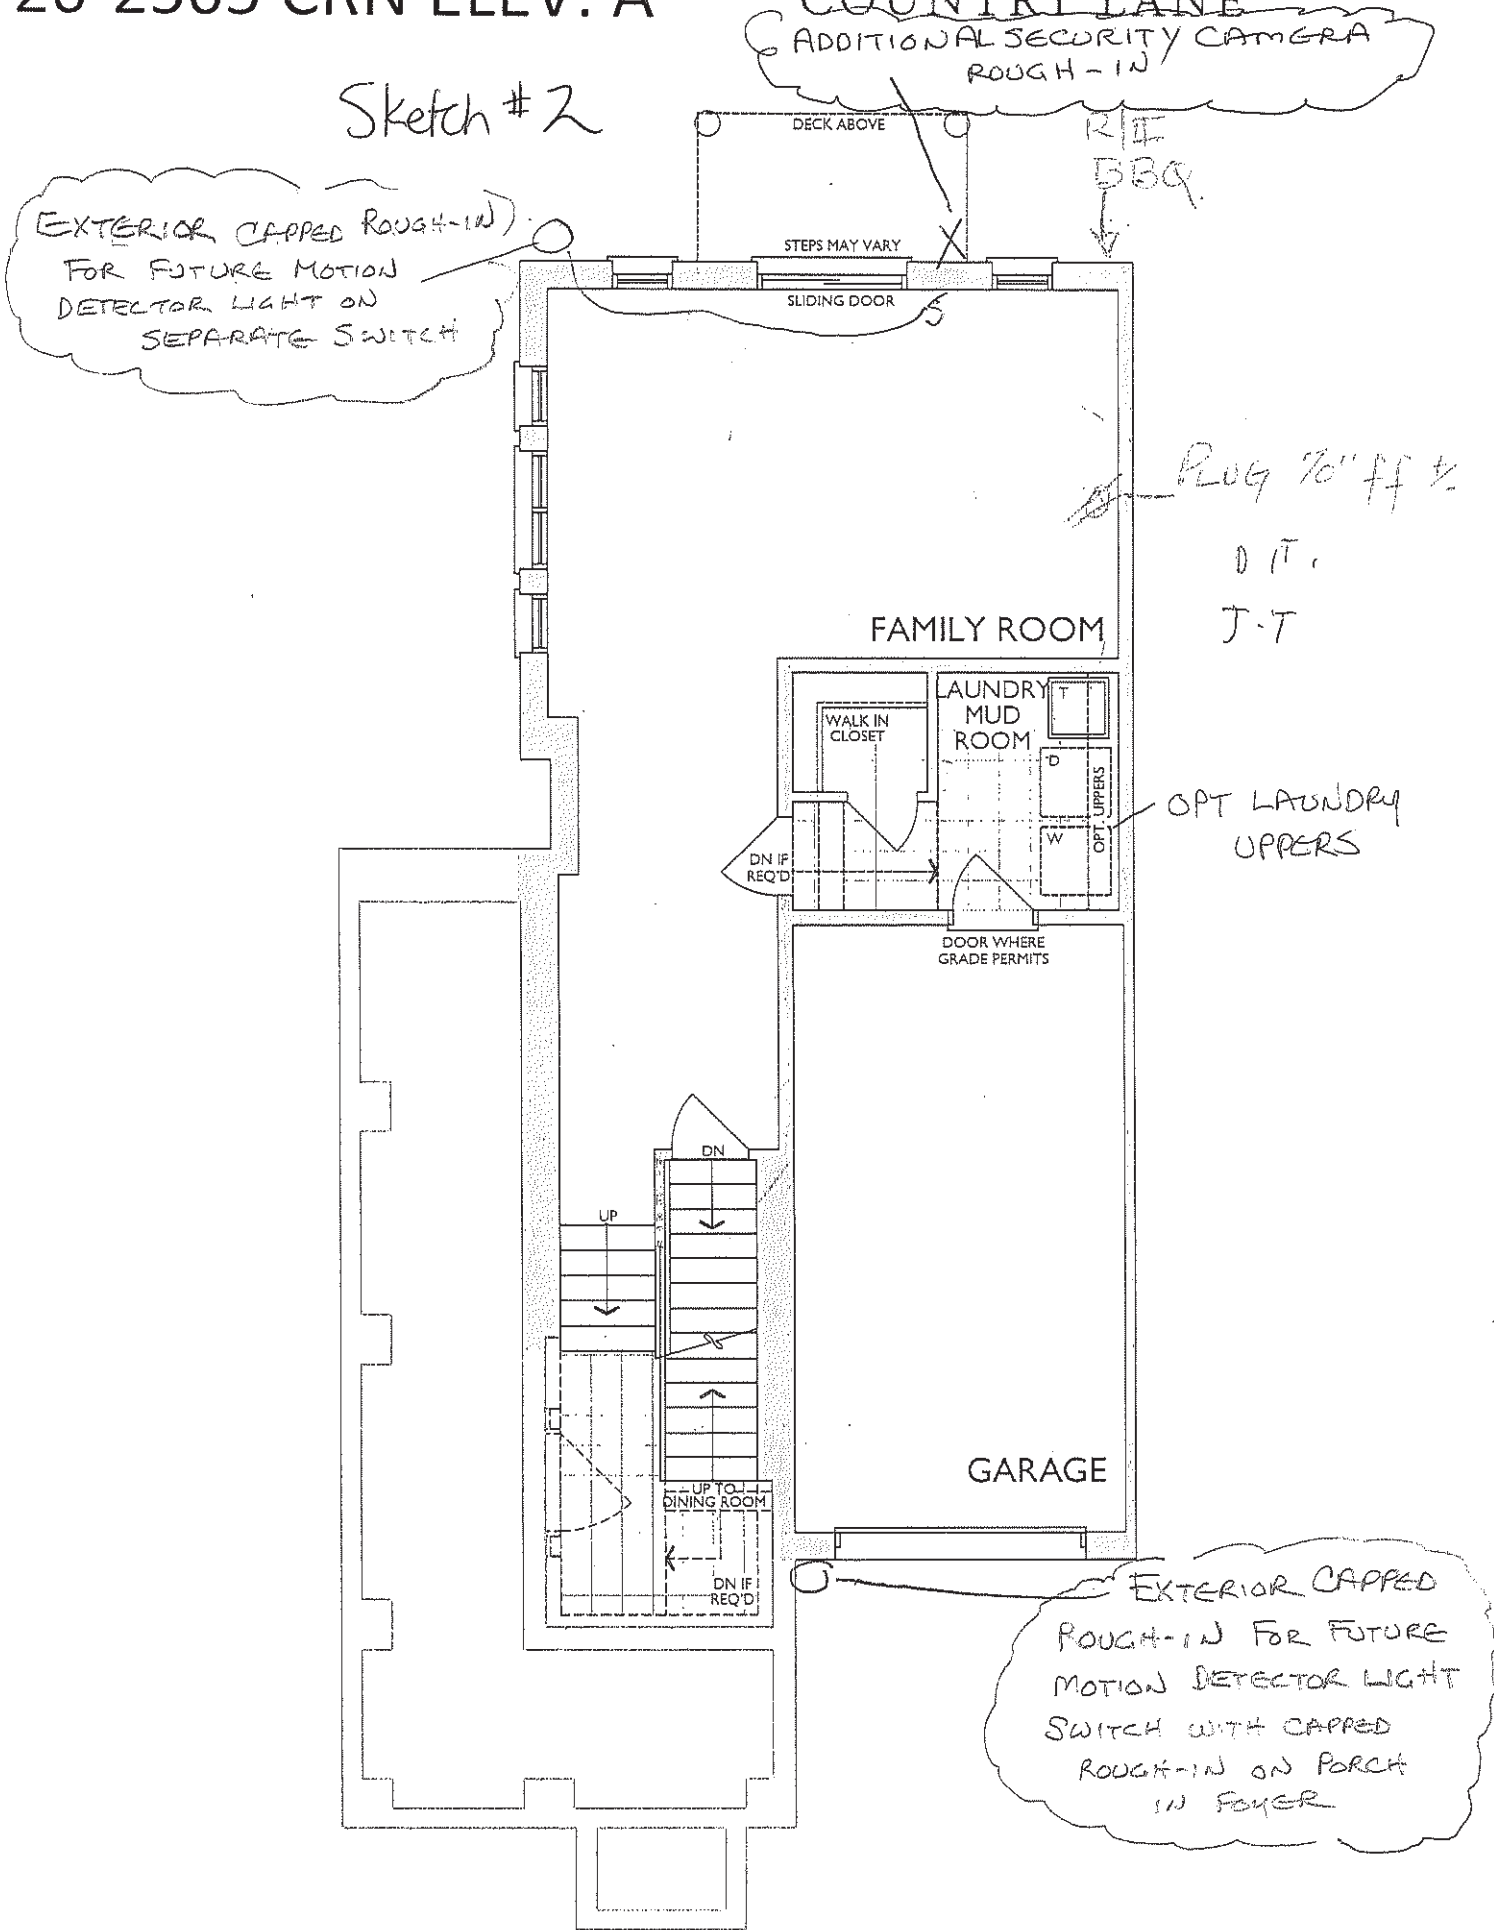 ELEV. A
COUNTRY LANE
ADDITIONAL SECURITY CAMERA
ROUGH-IN
Sketch #2
DECK ABOVE
R/I
BBQ.
EXTERIOR CAPPED ROUGH-IN
FOR FUTURE MOTION
DETECTOR LIGHT ON
SEPARATE SWITCH
STEPS MAY VARY
SLIDING DOOR
S
PLUG 70" ff
D.T.
J.T
FAMILY ROOM
LAUNDRY
MUD
ROOM
T
WALK IN
CLOSET
D
OPT. UPPERS
W
OPT LAUNDRY
UPPERS
DN IF
REQ'D
DOOR WHERE
GRADE PERMITS
DN
UP
GARAGE
UP TO
DINING ROOM
DN IF
REQ'D
EXTERIOR CAPPED
ROUGH-IN FOR FUTURE
MOTION DETECTOR LIGHT
SWITCH WITH CAPPED
ROUGH-IN ON PORCH
IN FOYER